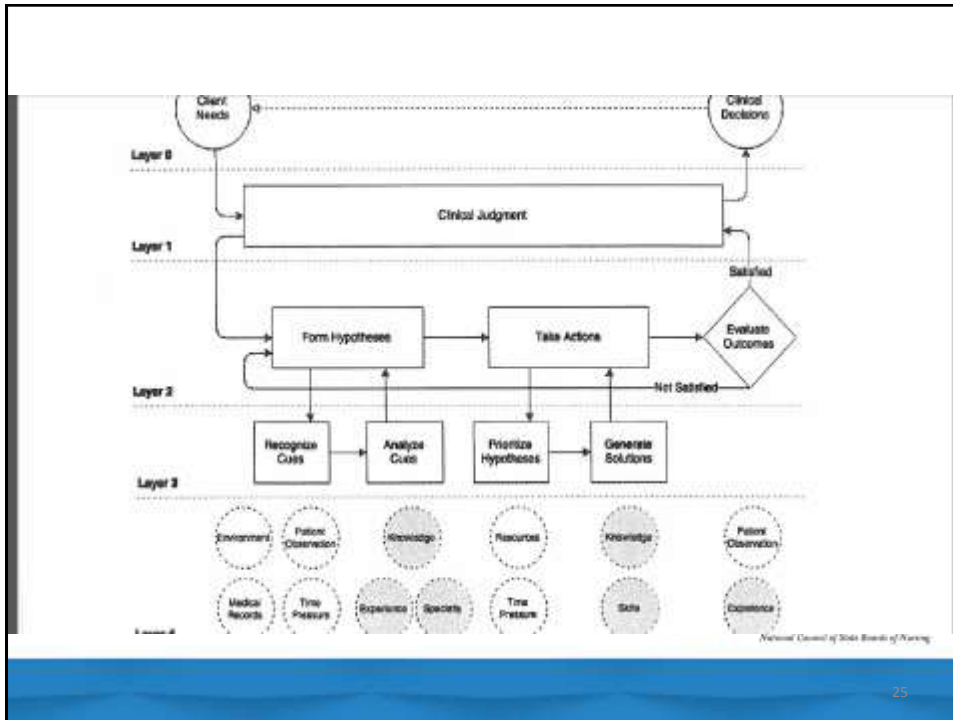 Client
Needs
Clinical
Decisions
Layer 0
Clinical Judgment
Layer 1
Satisfied
Form Hypotheses
Take Actions
Evaluate
Outcomes
Not Satisfied
Layer 2
Recognize
Cues
Analyze
Cues
Prioritize
Hypotheses
Generate
Solutions
Layer 3
Environment
Patient
Observation
Knowledge
Resources
Knowledge
Patient
Observation
Medical
Records
Time
Pressure
Experience
Specialty
Time
Pressure
Skills
Experience
National Council of State Boards of Nursing
25